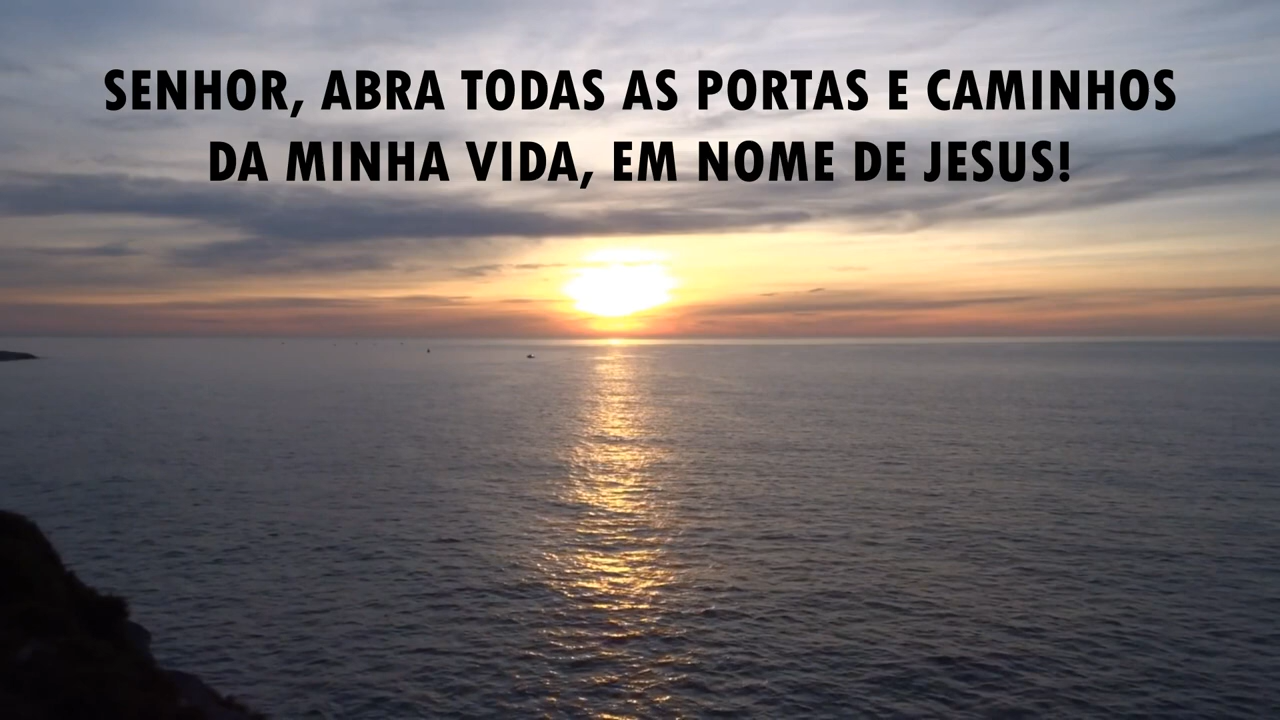 SENHOR, ABRA TODAS AS PORTAS E CAMINHOS
DA MINHA VIDA, EM NOME DE JESUS!